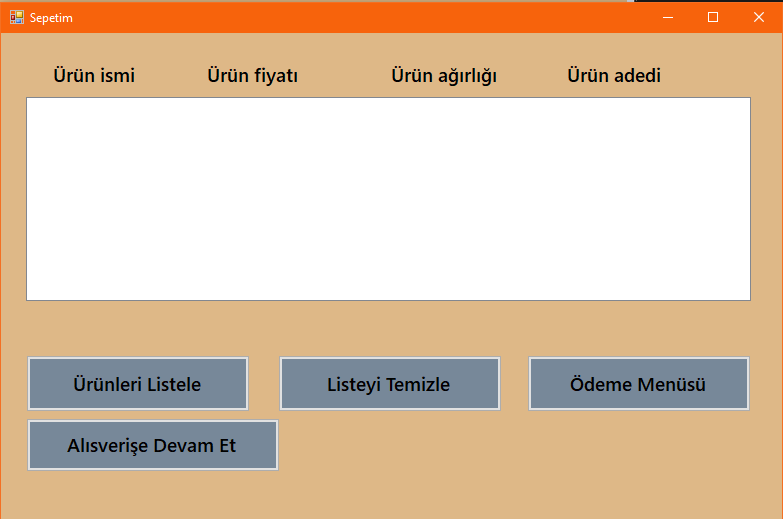 Sepetim
Ürün ismi Ürün fiyatı Ürün ağırlığı Ürün adedi
Ürünleri Listele Listeyi Temizle Ödeme Menüsü
Alısverişe Devam Et